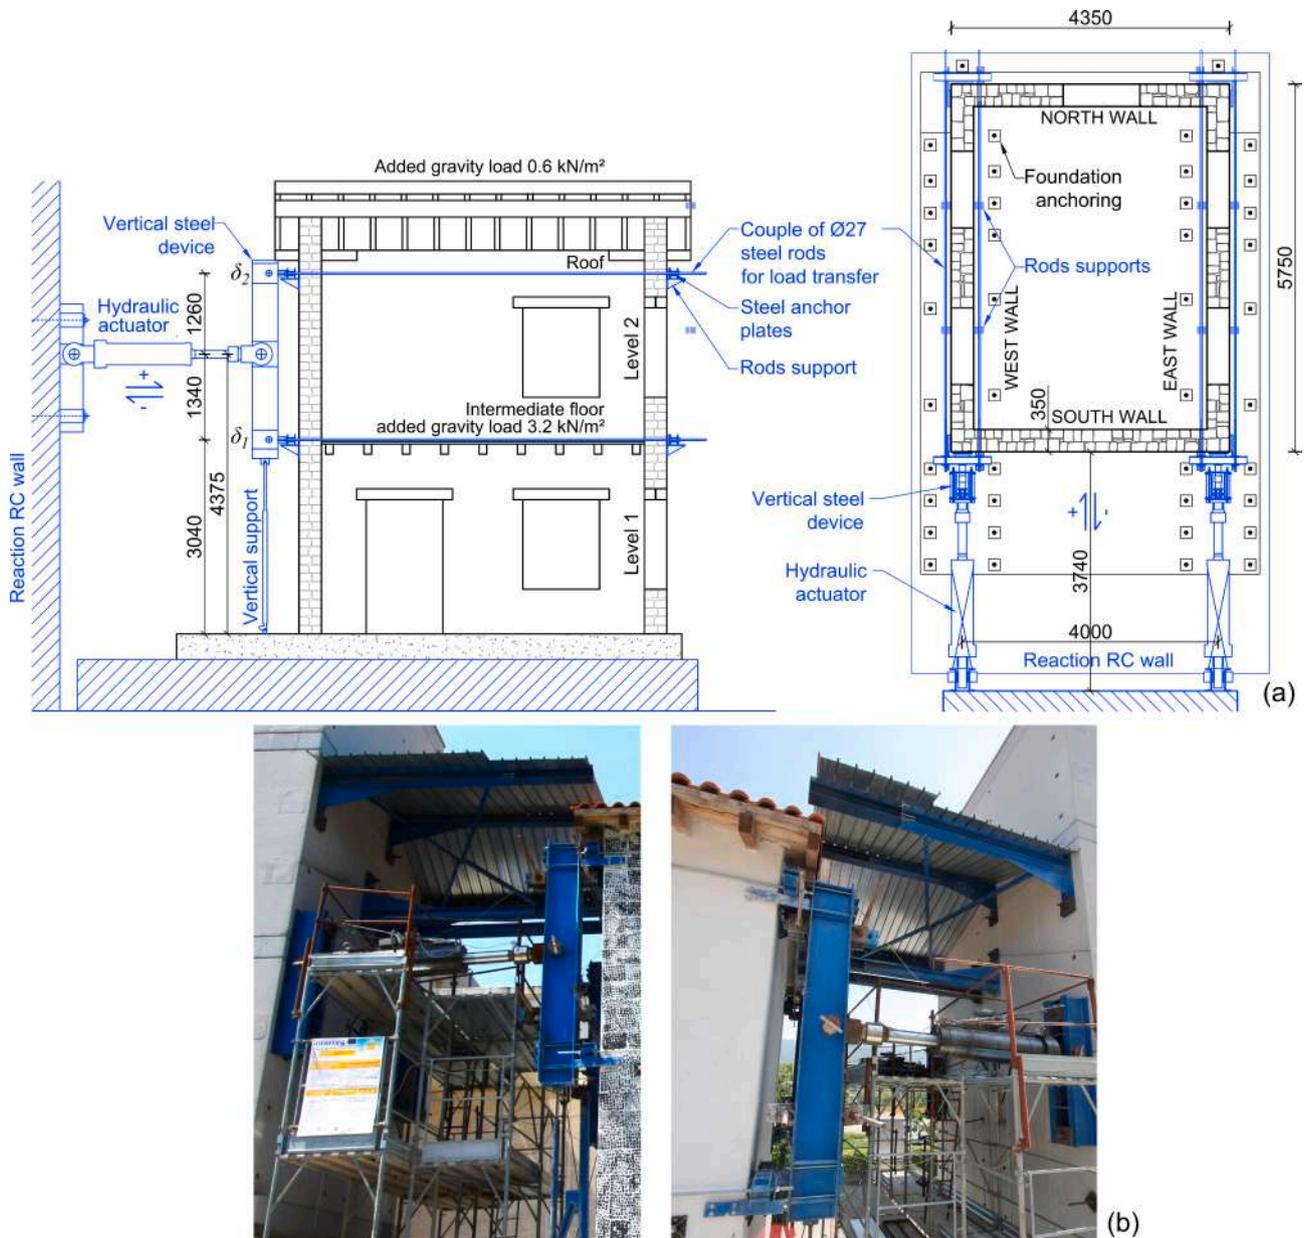 Added gravity load 0.6 kN/m²
Vertical steel
device
δ2
Roof
Hydraulic
actuator
1260
+
-
1340
Level 2
Intermediate floor
added gravity load 3.2 kN/m²
δ1
4375
3040
Vertical support
Level 1
Reaction RC wall
Couple of Ø27
steel rods
for load transfer
Steel anchor
plates
Rods support
4350
NORTH WALL
Foundation
anchoring
Rods supports
5750
WEST WALL
EAST WALL
350
SOUTH WALL
Vertical steel
device
+
-
3740
Hydraulic
actuator
4000
Reaction RC wall
(a)
Interreg
(b)